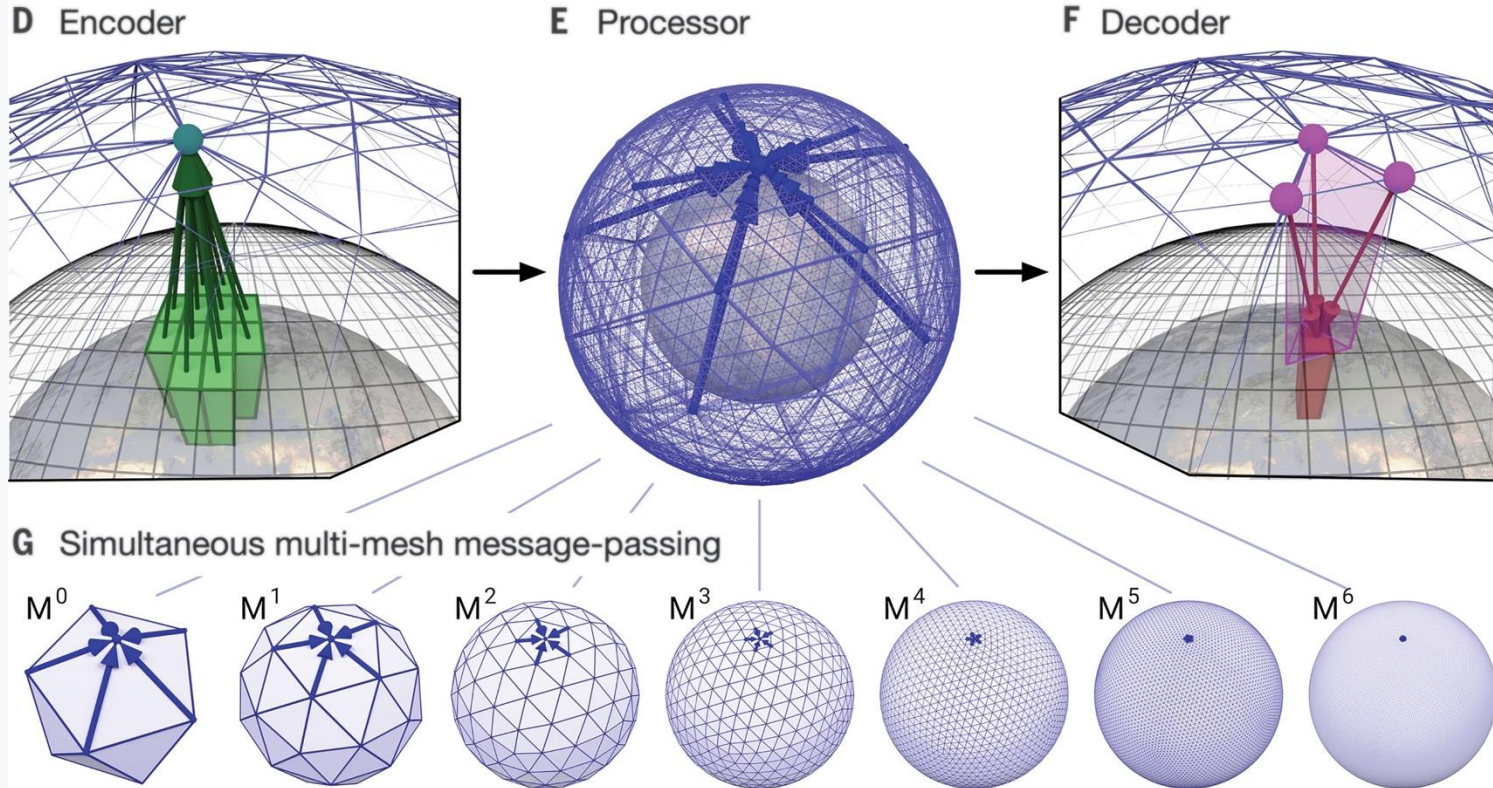 D Encoder
E Processor
F Decoder
G Simultaneous multi-mesh message-passing
M⁰ M¹ M² M³ M⁴ M⁵ M⁶